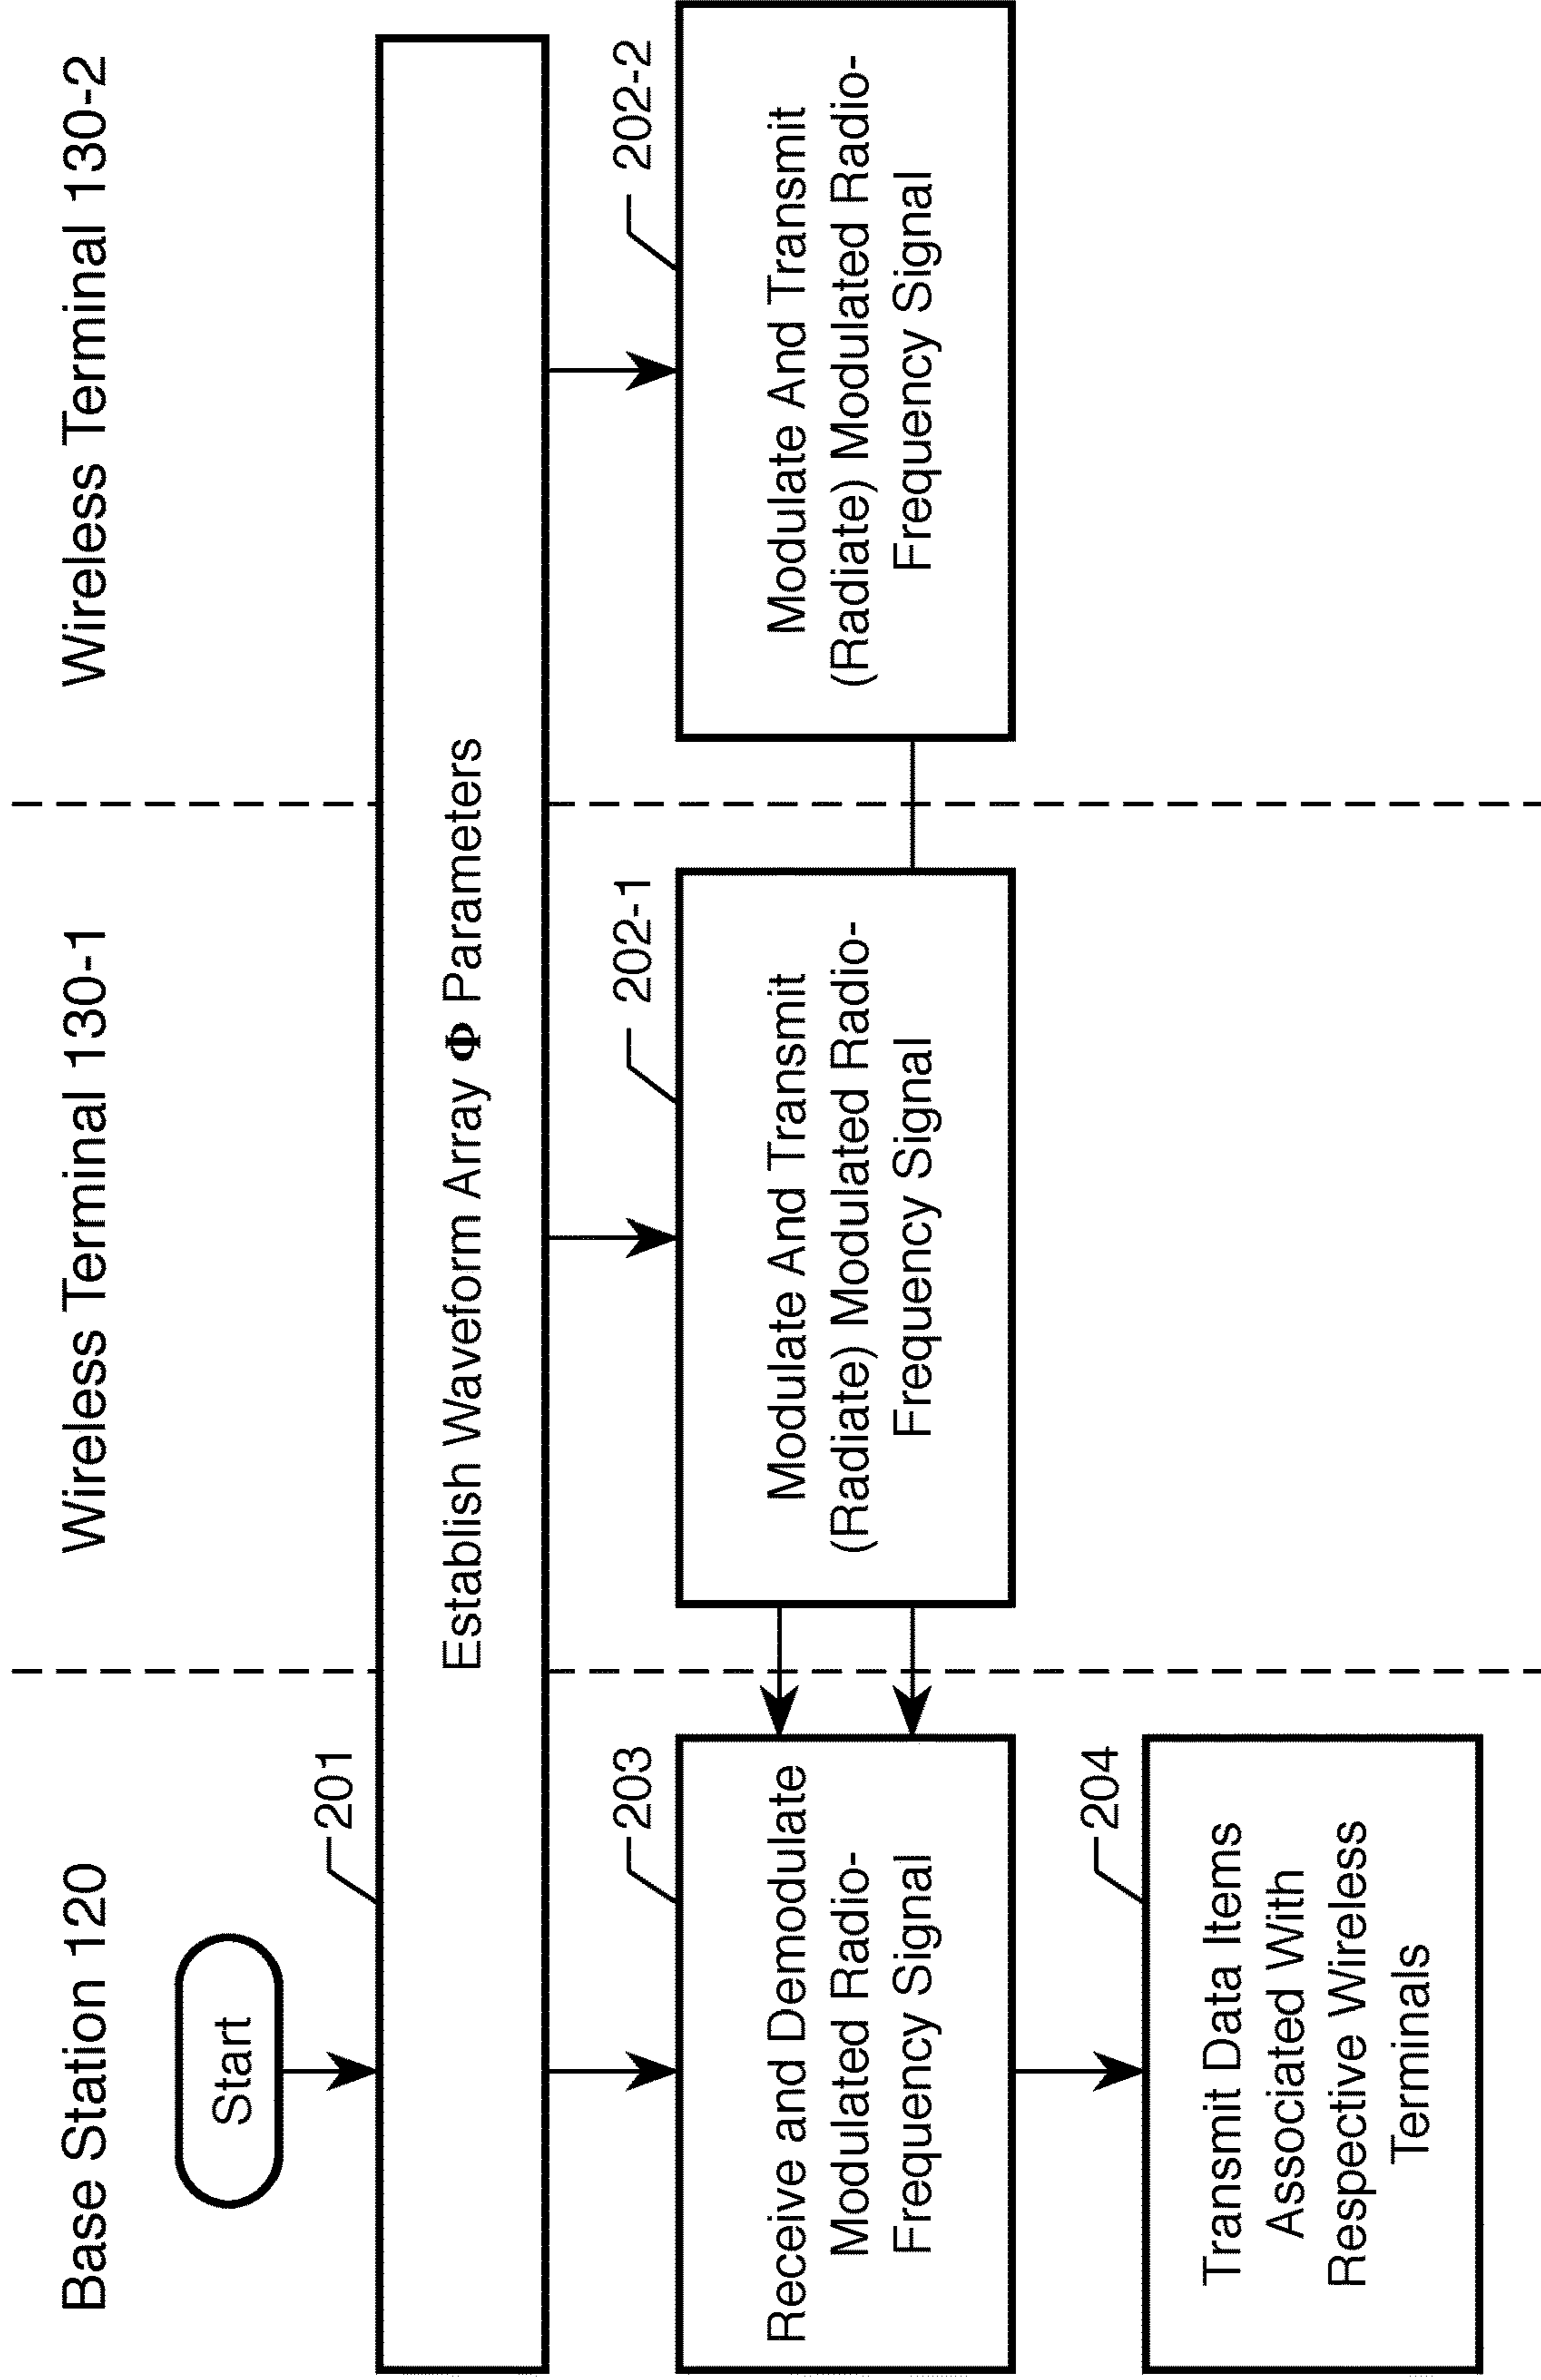 Base Station 120
Wireless Terminal 130-1
Wireless Terminal 130-2
Start
201
Establish Waveform Array Φ Parameters
203
202-1
202-2
Receive and Demodulate
Modulated Radio-
Frequency Signal
Modulate And Transmit
(Radiate) Modulated Radio-
Frequency Signal
Modulate And Transmit
(Radiate) Modulated Radio-
Frequency Signal
204
Transmit Data Items
Associated With
Respective Wireless
Terminals